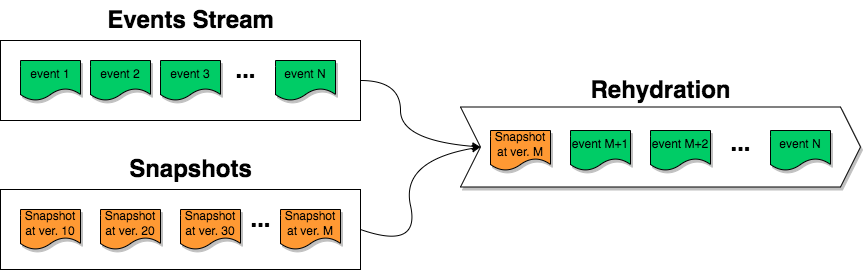 Events Stream
event 1
event 2
event 3
...
event N
Snapshots
Snapshot
at ver. 10
Snapshot
at ver. 20
Snapshot
at ver. 30
...
Snapshot
at ver. M
Rehydration
Snapshot
at ver. M
event M+1
event M+2
...
event N